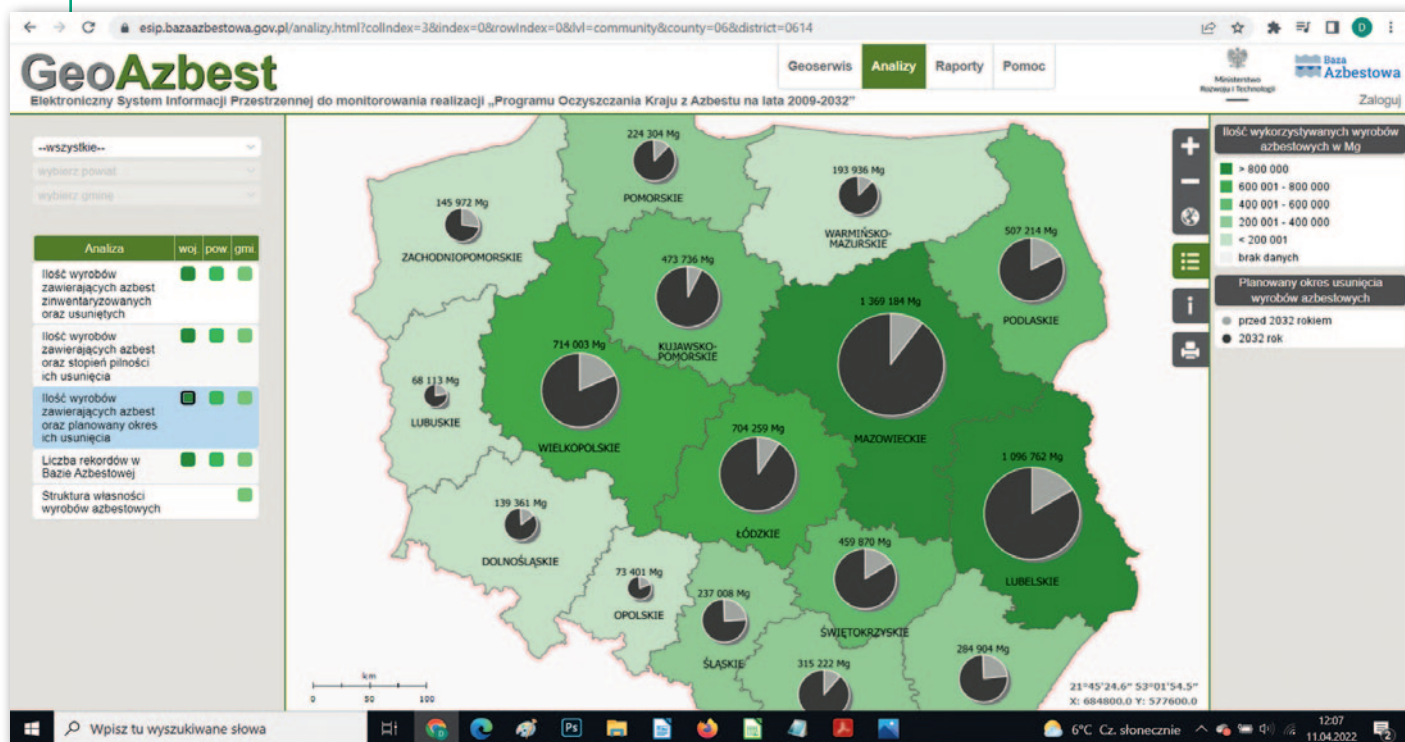 esip.bazaazbestowa.gov.pl/analizy.html?collndex=3&index=0&rowIndex=0&lvl=community&county=06&district=0614
D
GeoAzbest
Elektroniczny System Informacji Przestrzennej do monitorowania realizacji „Programu Oczyszczania Kraju z Azbestu na lata 2009-2032”
Geoserwis
Analizy
Raporty
Pomoc
Ministerstwo
Rozwoju i Technologii
Baza
Azbestowa
Zaloguj
--wszystkie--
wybierz powiat
wybierz gminę
Analiza woj. pow. gmi.
Ilość wyrobów
zawierających azbest
zinwentaryzowanych
oraz usuniętych
Ilość wyrobów
zawierających azbest
oraz stopień pilności
ich usunięcia
Ilość wyrobów
zawierających azbest
oraz planowany okres
ich usunięcia
Liczba rekordów w
Bazie Azbestowej
Struktura własności
wyrobów azbestowych
224 304 Mg
POMORSKIE
193 936 Mg
WARMIŃSKO-
MAZURSKIE
145 972 Mg
ZACHODNIOPOMORSKIE
507 214 Mg
PODLASKIE
473 736 Mg
KUJAWSKO-
POMORSKIE
1 369 184 Mg
MAZOWIECKIE
714 003 Mg
WIELKOPOLSKIE
68 113 Mg
LUBUSKIE
704 259 Mg
ŁÓDZKIE
1 096 762 Mg
LUBELSKIE
139 361 Mg
DOLNOŚLĄSKIE
73 401 Mg
OPOLSKIE
237 008 Mg
ŚLĄSKIE
459 870 Mg
ŚWIĘTOKRZYSKIE
315 222 Mg
284 904 Mg
km
0 50 100
21°45'24.6" 53°01'54.5"
X: 684800.0 Y: 577600.0
Ilość wykorzystywanych wyrobów
azbestowych w Mg
> 800 000
600 001 - 800 000
400 001 - 600 000
200 001 - 400 000
< 200 001
brak danych
Planowany okres usunięcia
wyrobów azbestowych
przed 2032 rokiem
2032 rok
Wpisz tu wyszukiwane słowa
Ps
6°C Cz. słonecznie
12:07
11.04.2022
2